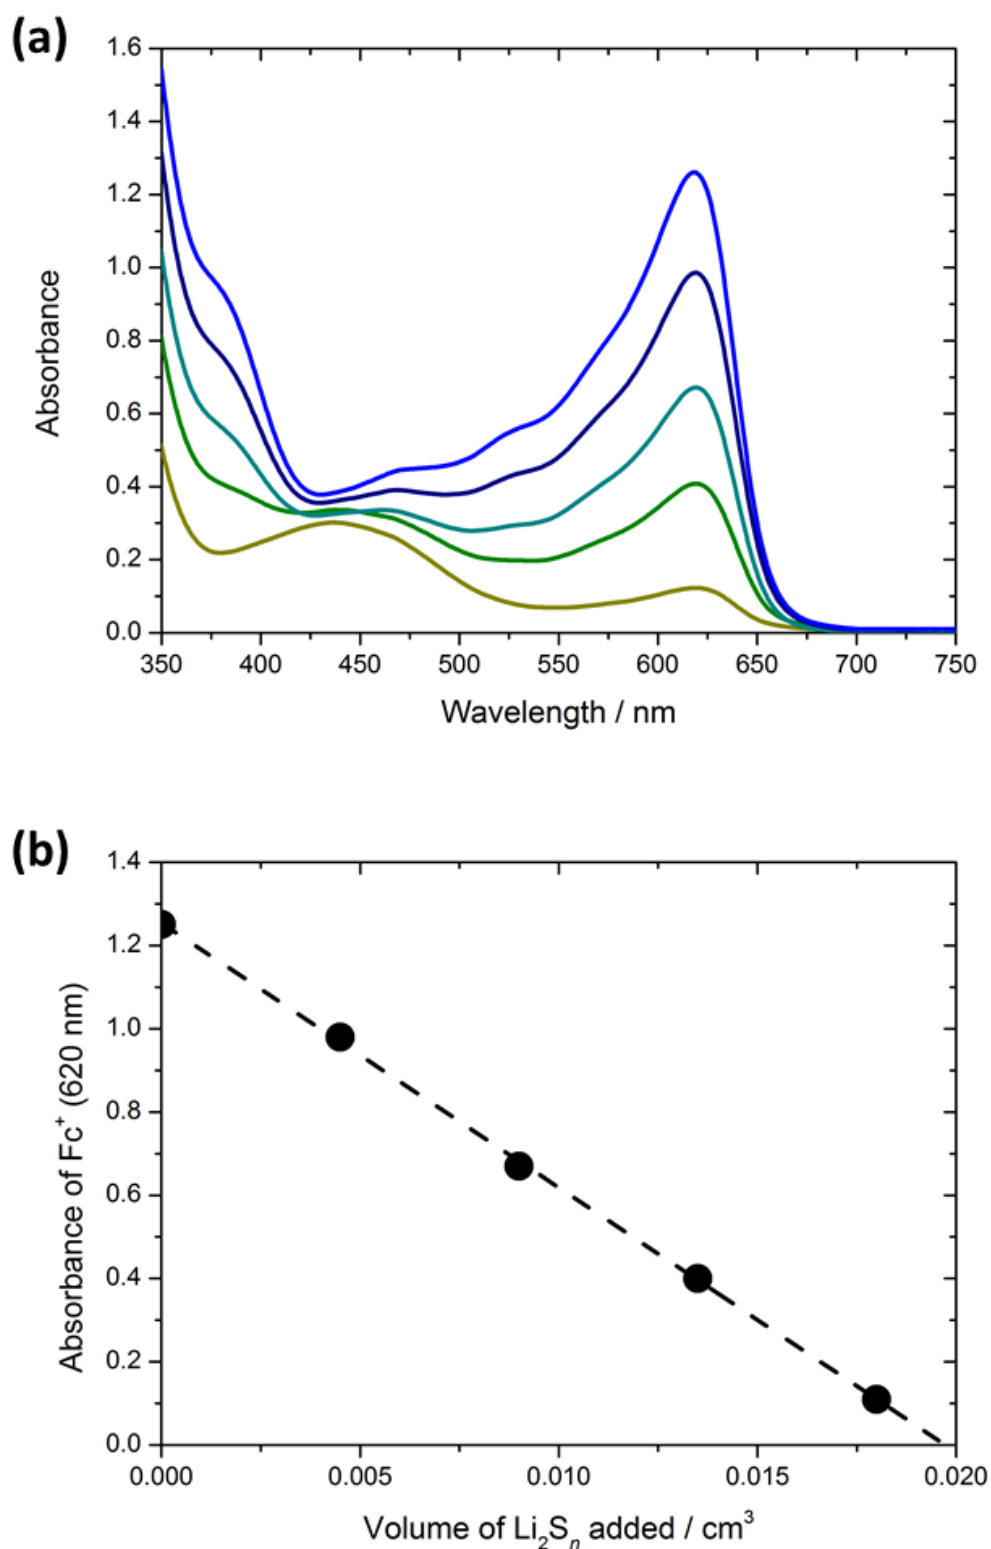 (a)
1.6
1.4
1.2
1.0
0.8
0.6
0.4
0.2
0.0
Absorbance
350 400 450 500 550 600 650 700 750
Wavelength / nm
(b)
1.4
1.2
1.0
0.8
0.6
0.4
0.2
0.0
Absorbance of Fc⁺ (620 nm)
0.000 0.005 0.010 0.015 0.020
Volume of Li₂Sₙ added / cm³